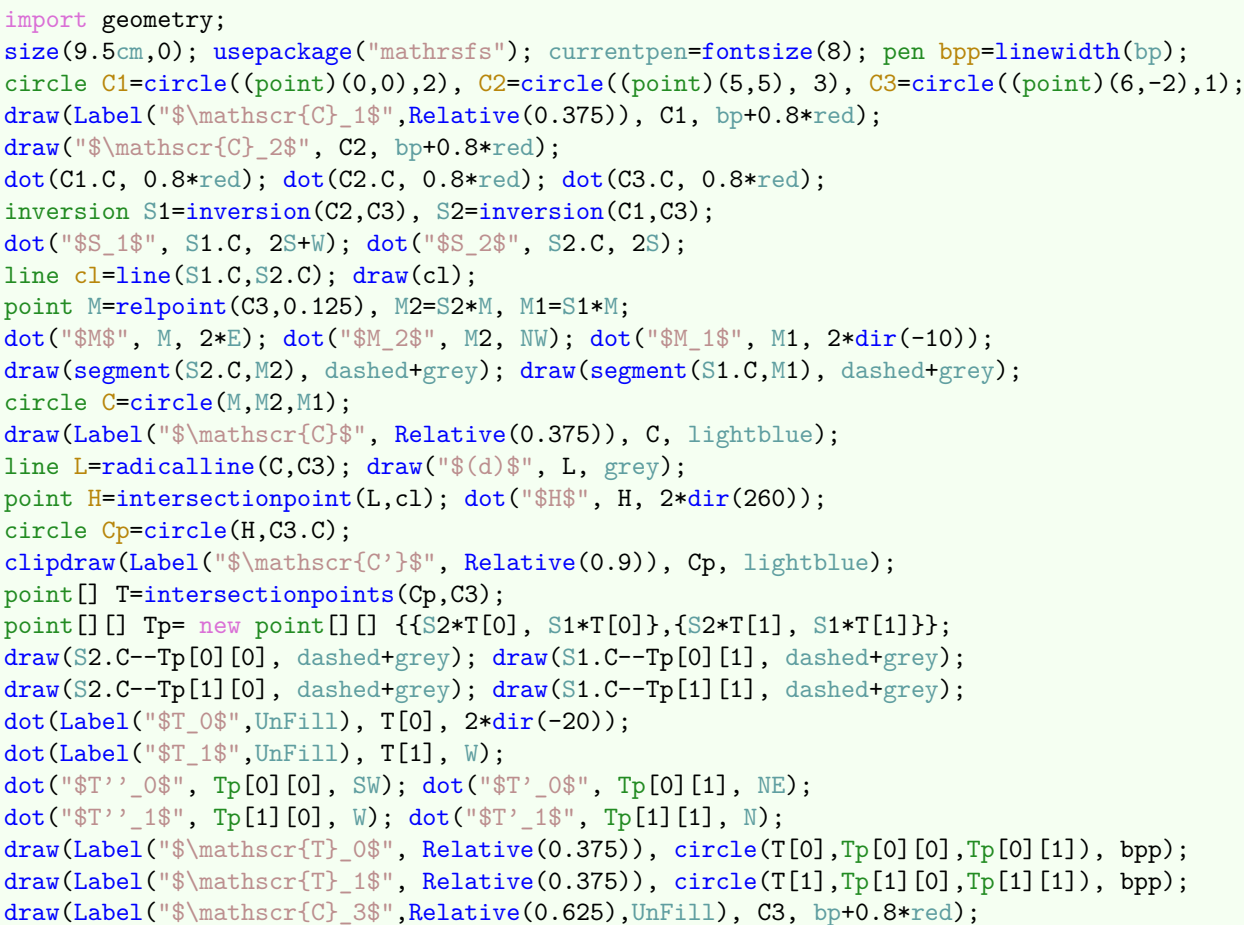 import geometry;
size(9.5cm,0); usepackage("mathrsfs"); currentpen=fontsize(8); pen bpp=linewidth(bp);
circle C1=circle((point)(0,0),2), C2=circle((point)(5,5), 3), C3=circle((point)(6,-2),1);
draw(Label("$\mathscr{C}_1$",Relative(0.375)), C1, bp+0.8*red);
draw("$\mathscr{C}_2$", C2, bp+0.8*red);
dot(C1.C, 0.8*red); dot(C2.C, 0.8*red); dot(C3.C, 0.8*red);
inversion S1=inversion(C2,C3), S2=inversion(C1,C3);
dot("$S_1$", S1.C, 2S+W); dot("$S_2$", S2.C, 2S);
line cl=line(S1.C,S2.C); draw(cl);
point M=relpoint(C3,0.125), M2=S2*M, M1=S1*M;
dot("$M$", M, 2*E); dot("$M_2$", M2, NW); dot("$M_1$", M1, 2*dir(-10));
draw(segment(S2.C,M2), dashed+grey); draw(segment(S1.C,M1), dashed+grey);
circle C=circle(M,M2,M1);
draw(Label("$\mathscr{C}$", Relative(0.375)), C, lightblue);
line L=radicalline(C,C3); draw("$(d)$", L, grey);
point H=intersectionpoint(L,cl); dot("$H$", H, 2*dir(260));
circle Cp=circle(H,C3.C);
clipdraw(Label("$\mathscr{C’}$", Relative(0.9)), Cp, lightblue);
point[] T=intersectionpoints(Cp,C3);
point[][] Tp= new point[][] {{S2*T[0], S1*T[0]},{S2*T[1], S1*T[1]}};
draw(S2.C--Tp[0][0], dashed+grey); draw(S1.C--Tp[0][1], dashed+grey);
draw(S2.C--Tp[1][0], dashed+grey); draw(S1.C--Tp[1][1], dashed+grey);
dot(Label("$T_0$",UnFill), T[0], 2*dir(-20));
dot(Label("$T_1$",UnFill), T[1], W);
dot("$T’’_0$", Tp[0][0], SW); dot("$T’_0$", Tp[0][1], NE);
dot("$T’’_1$", Tp[1][0], W); dot("$T’_1$", Tp[1][1], N);
draw(Label("$\mathscr{T}_0$", Relative(0.375)), circle(T[0],Tp[0][0],Tp[0][1]), bpp);
draw(Label("$\mathscr{T}_1$", Relative(0.375)), circle(T[1],Tp[1][0],Tp[1][1]), bpp);
draw(Label("$\mathscr{C}_3$",Relative(0.625),UnFill), C3, bp+0.8*red);